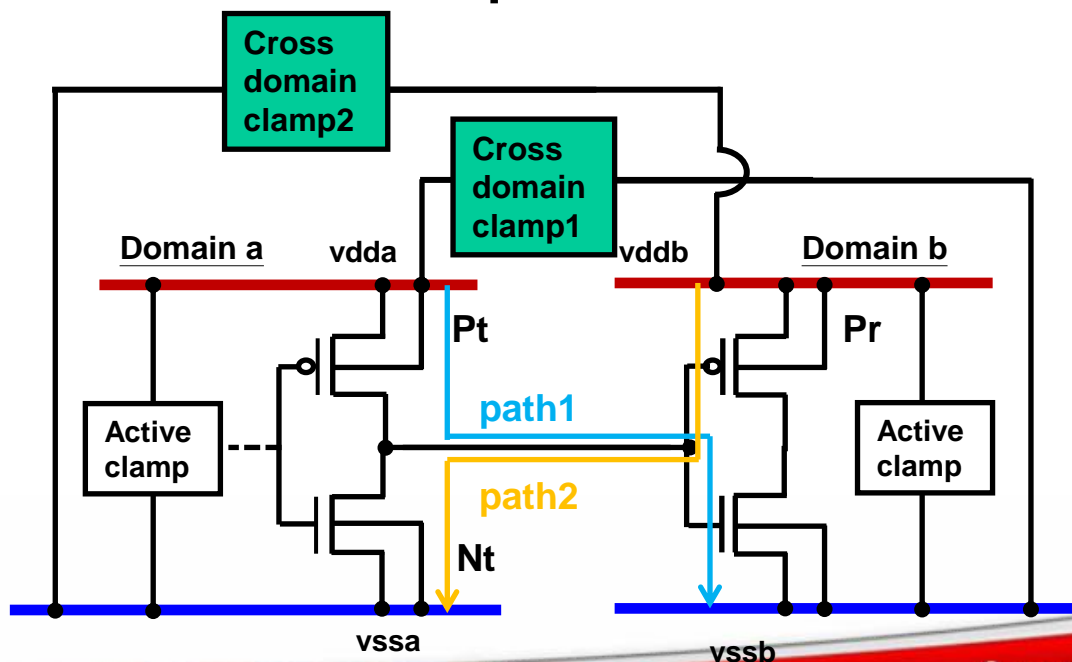 Cross
domain
clamp2
Cross
domain
clamp1
Domain a
vdda
vddb
Domain b
Pt
Pr
path1
Active
clamp
Active
clamp
path2
Nt
vssa
vssb